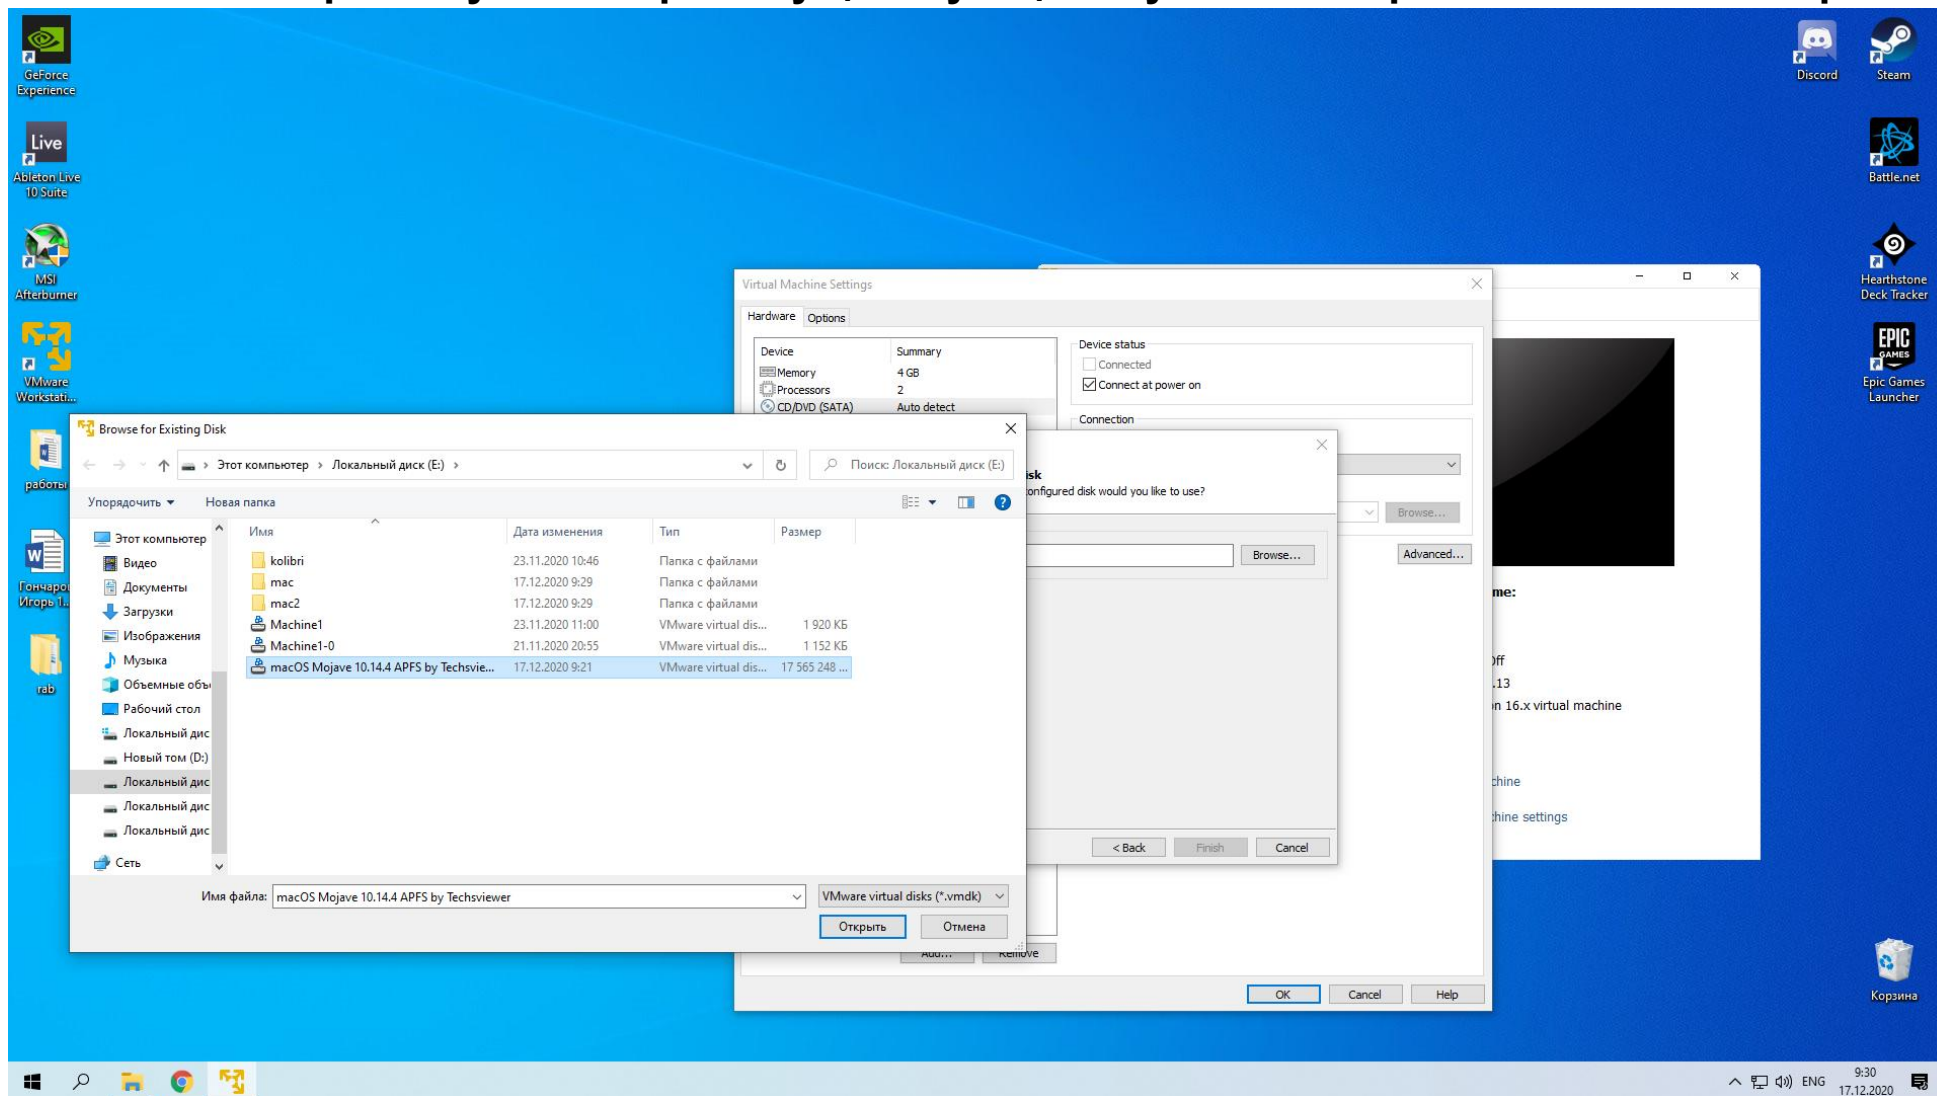 GeForce
Experience
Live
Ableton Live
10 Suite
MSI
Afterburner
VMware
Workstati...
работы
W
Гончаров
Игорь 1...
rab
Discord
Steam
Battle.net
Hearthstone
Deck Tracker
EPIC
GAMES
Epic Games
Launcher
Корзина
Virtual Machine Settings
Hardware
Options
Device
Summary
Memory
4 GB
Processors
2
CD/DVD (SATA)
Auto detect
Device status
Connected
Connect at power on
Connection
Browse...
Advanced...
Add...
Remove
OK
Cancel
Help
isk
onfigured disk would you like to use?
Browse...
< Back
Finish
Cancel
me:
Off
.13
on 16.x virtual machine
chine
chine settings
Browse for Existing Disk
Этот компьютер › Локальный диск (E:) ›
Поиск: Локальный диск (E:)
Упорядочить
Новая папка
Имя
Дата изменения
Тип
Размер
Этот компьютер
Видео
Документы
Загрузки
Изображения
Музыка
Объемные объ
Рабочий стол
Локальный дис
Новый том (D:)
Локальный дис
Локальный дис
Локальный дис
Сеть
kolibri 23.11.2020 10:46 Папка с файлами
mac 17.12.2020 9:29 Папка с файлами
mac2 17.12.2020 9:29 Папка с файлами
Machine1 23.11.2020 11:00 VMware virtual dis... 1 920 КБ
Machine1-0 21.11.2020 20:55 VMware virtual dis... 1 152 КБ
macOS Mojave 10.14.4 APFS by Techsvie... 17.12.2020 9:21 VMware virtual dis... 17 565 248 ...
Имя файла: macOS Mojave 10.14.4 APFS by Techsviewer
VMware virtual disks (*.vmdk)
Открыть
Отмена
ENG
9:30
17.12.2020